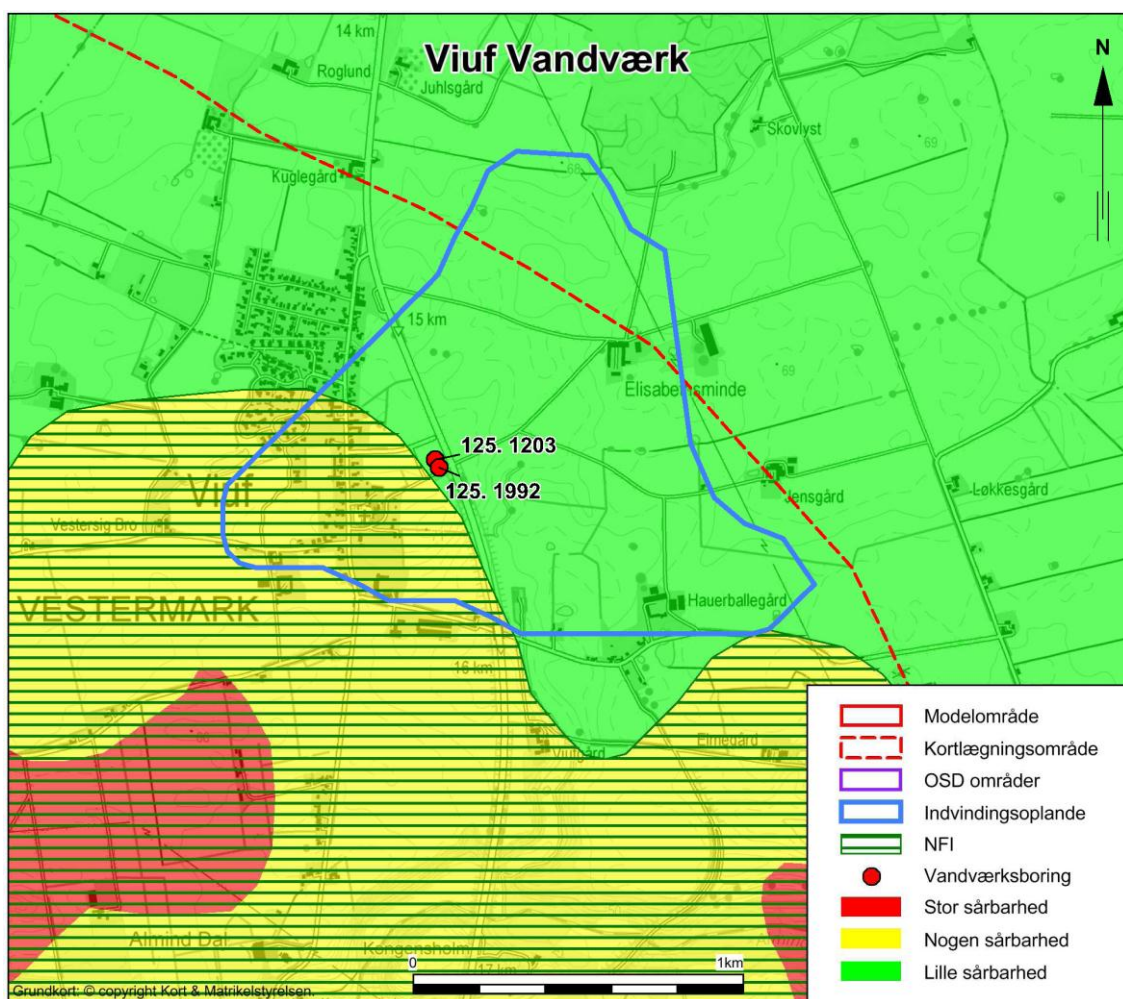 Viuf Vandværk
N
14 km
Roglund
Juhlsgård
Skovlyst
69
68
Kuglegård
15 km
Elisabethsminde
69
125. 1203
125. 1992
Viuf
Vestersig Bro
Jensgård
Løkkesgård
VESTERMARK
Hauerballegård
16 km
Viufgård
Elmegård
Almind Dal
Kongensholm
17 km
0
1km
Grundkort: © copyright Kort & Matrikelstyrelsen.
Modelområde
Kortlægningsområde
OSD områder
Indvindingsoplande
NFI
Vandværksboring
Stor sårbarhed
Nogen sårbarhed
Lille sårbarhed